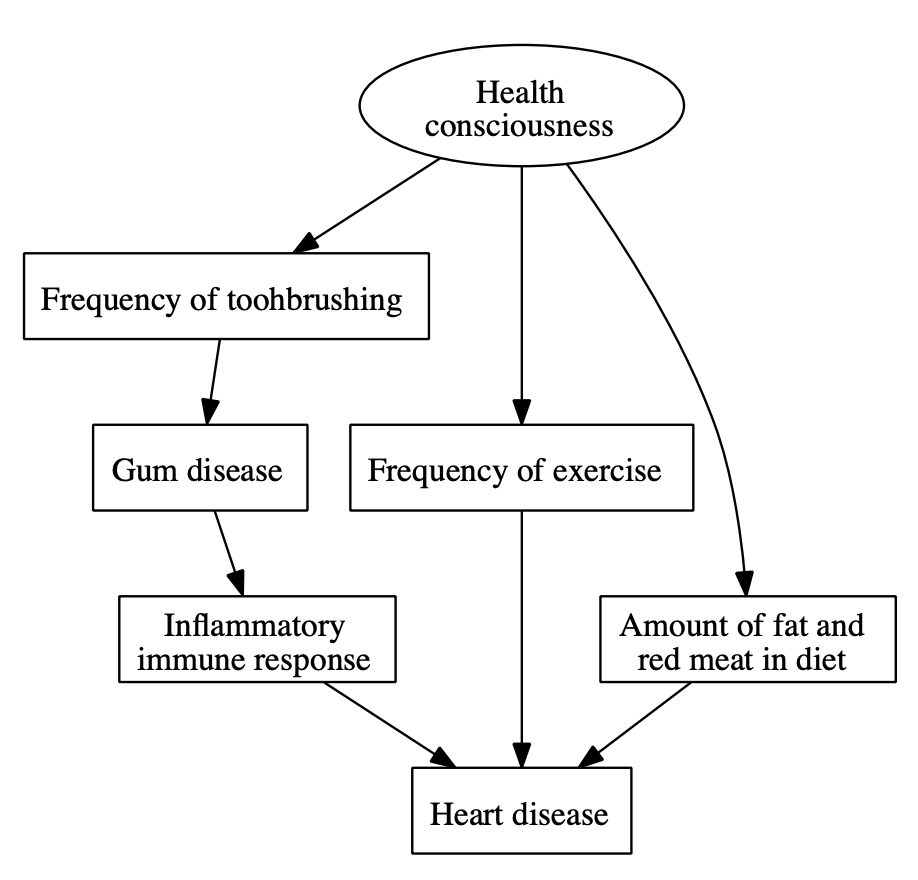 Health
consciousness
Frequency of toohbrushing
Gum disease
Frequency of exercise
Inflammatory
immune response
Amount of fat and
red meat in diet
Heart disease